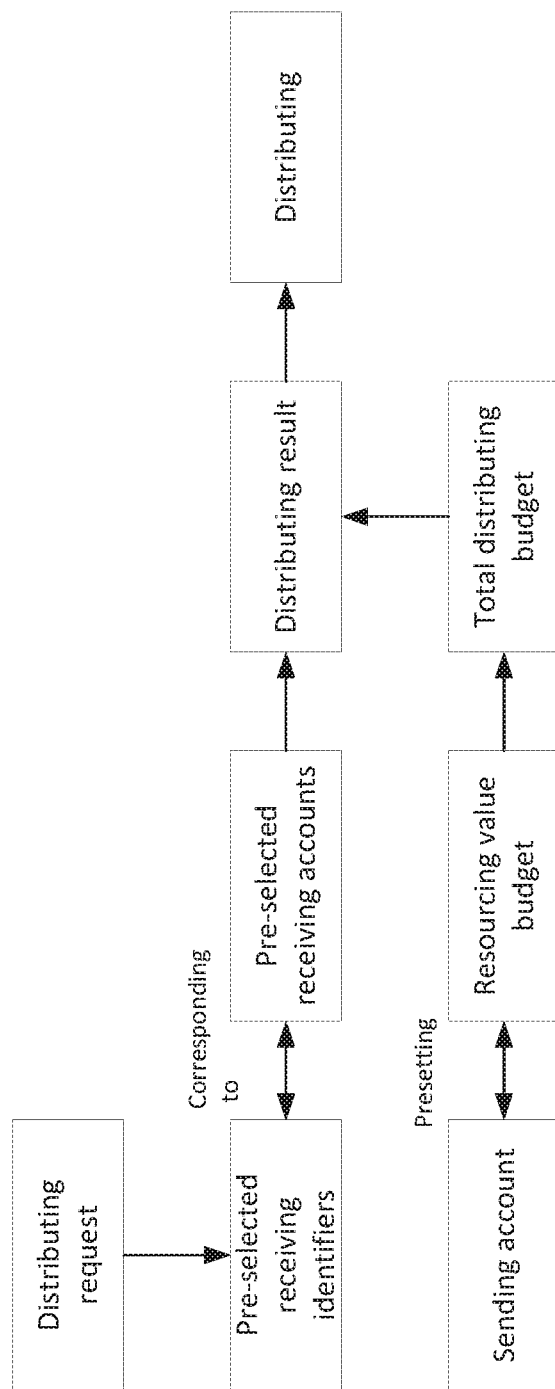 Distributing
request
Pre-selected
receiving
identifiers
Corresponding
to
Pre-selected
receiving accounts
Distributing result
Distributing
Sending account
Presetting
Resourcing value
budget
Total distributing
budget